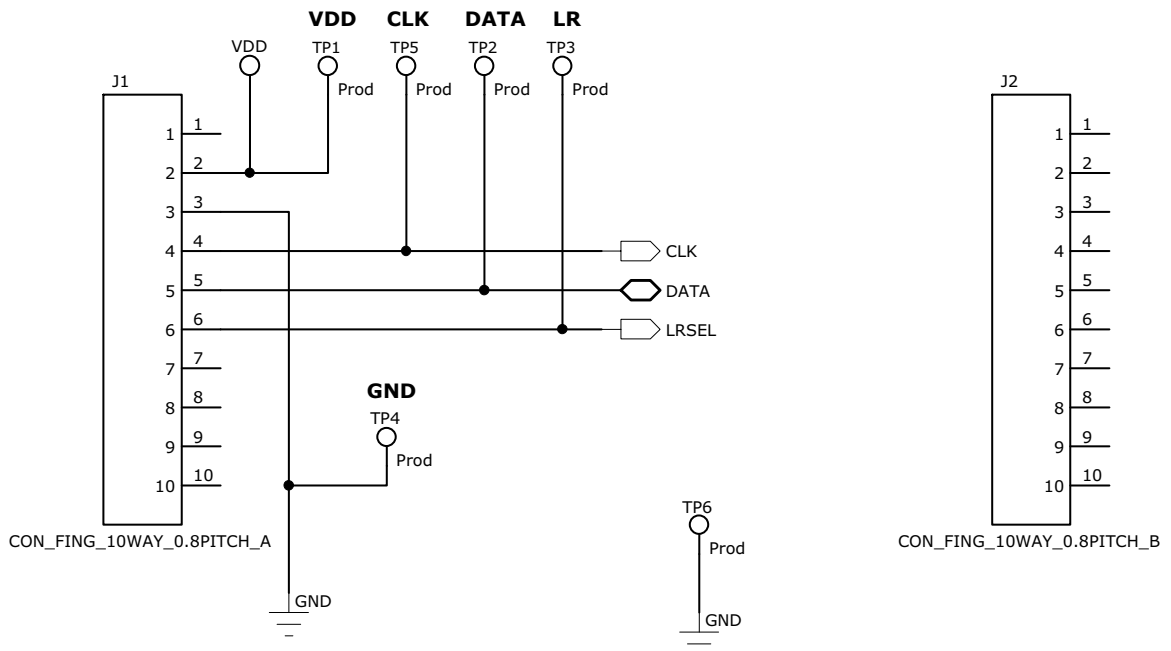 VDD CLK DATA LR
VDD TP1 TP5 TP2 TP3
Prod Prod Prod Prod
J1 J2
1 1 1 1
2 2 2 2
3 3 3 3
4 4 CLK 4 4
5 5 DATA 5 5
6 6 LRSEL 6 6
7 7 7 7
GND
8 8 8 8
TP4
9 9 9 9
Prod
10 10 10 10
TP6
CON_FING_10WAY_0.8PITCH_A Prod CON_FING_10WAY_0.8PITCH_B
GND GND